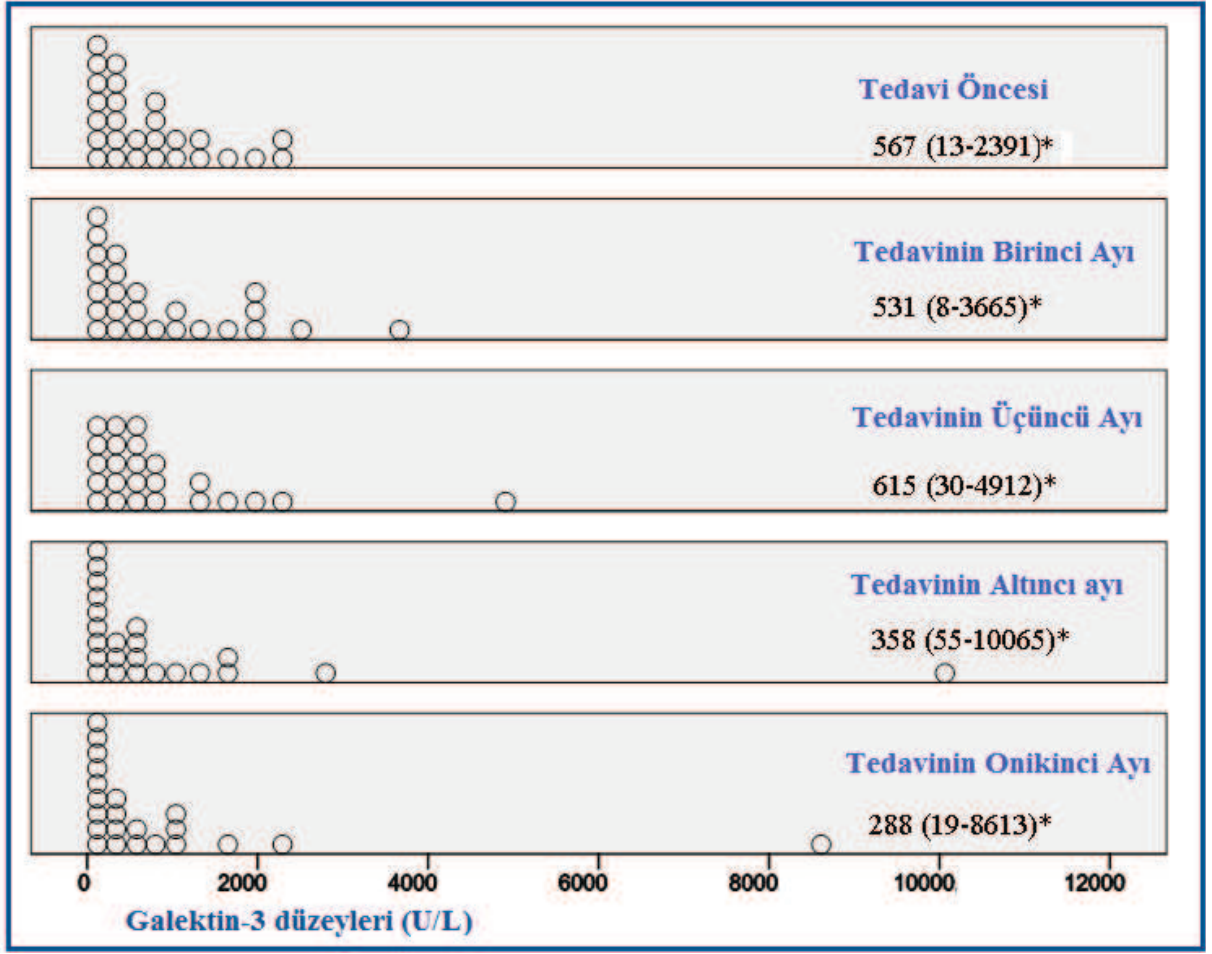 Tedavi Öncesi
567 (13-2391)*
Tedavinin Birinci Ayı
531 (8-3665)*
Tedavinin Üçüncü Ayı
615 (30-4912)*
Tedavinin Altıncı ayı
358 (55-10065)*
Tedavinin Onikinci Ayı
288 (19-8613)*
0 2000 4000 6000 8000 10000 12000
Galektin-3 düzeyleri (U/L)